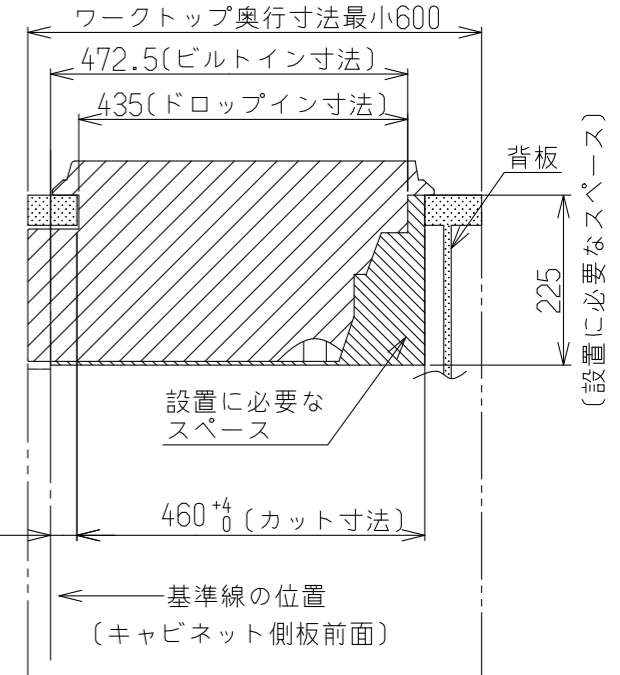 ワークトップ奥行寸法最小600
472.5(ビルトイン寸法)
435(ドロップイン寸法)
背板
225
(設置に必要なスペース)
設置に必要な
スペース
460 +4 0 (カット寸法)
基準線の位置
(キャビネット側板前面)